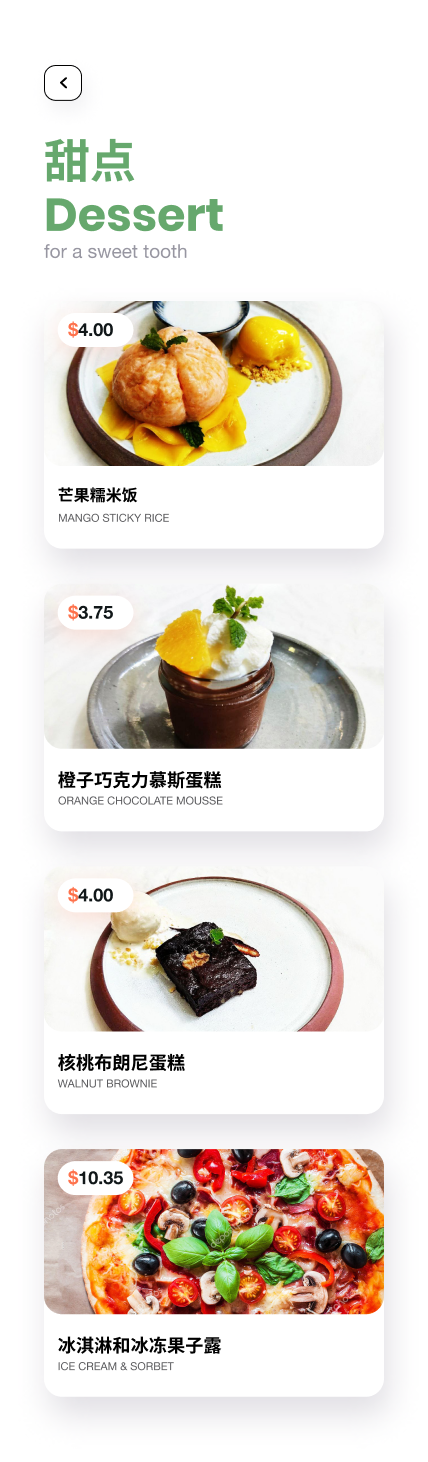 甜点
Dessert
for a sweet tooth
$4.00
芒果糯米饭
MANGO STICKY RICE
$3.75
橙子巧克力慕斯蛋糕
ORANGE CHOCOLATE MOUSSE
$4.00
核桃布朗尼蛋糕
WALNUT BROWNIE
$10.35
冰淇淋和冰冻果子露
ICE CREAM & SORBET